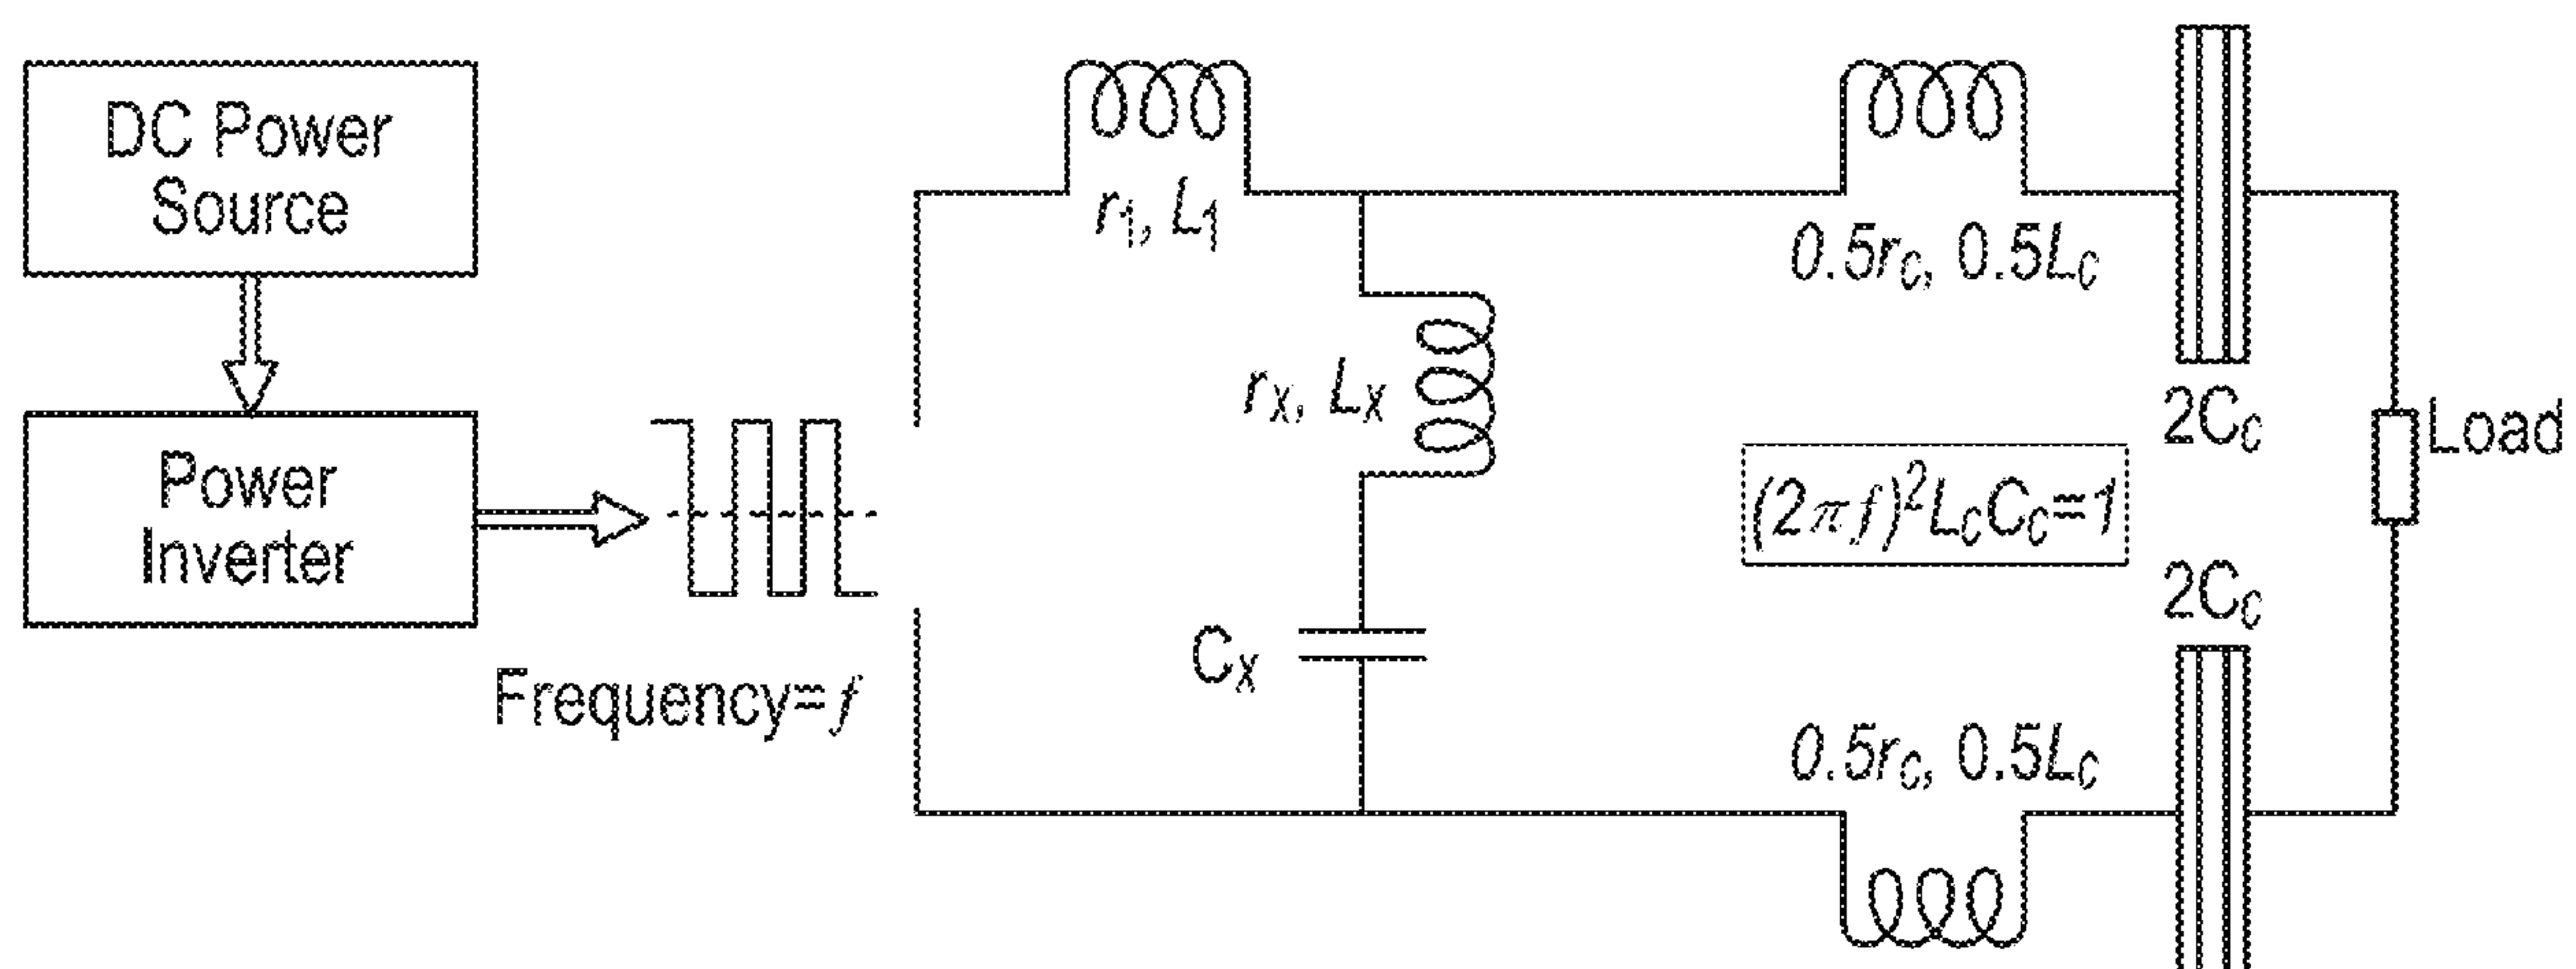 DC Power
Source
Power
Inverter
Frequency=f
r1, L1
rX, LX
CX
0.5rC, 0.5LC
2CC
Load
(2πf)²LCCC=1
2CC
0.5rC, 0.5LC